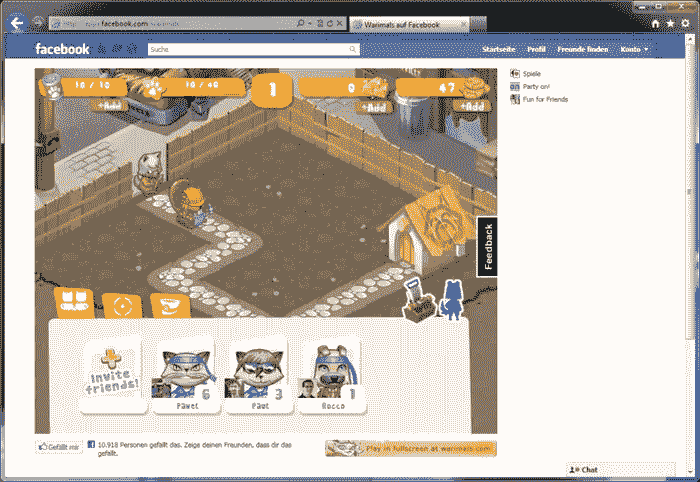 facebook.com
Warimals auf Facebook
facebook
Suche
Startseite Profil Freunde finden Konto
10 / 10
10 / 40
1
0
47
+Add
+Add
+Add
Spiele
Party on!
Fun for Friends
Feedback
Invite
friends!
6
Pawel
3
Paul
1
Rocco
Gefällt mir
10.918 Personen gefällt das. Zeige deinen Freunden, dass dir das
gefällt.
Play in fullscreen at warimals.com
Chat